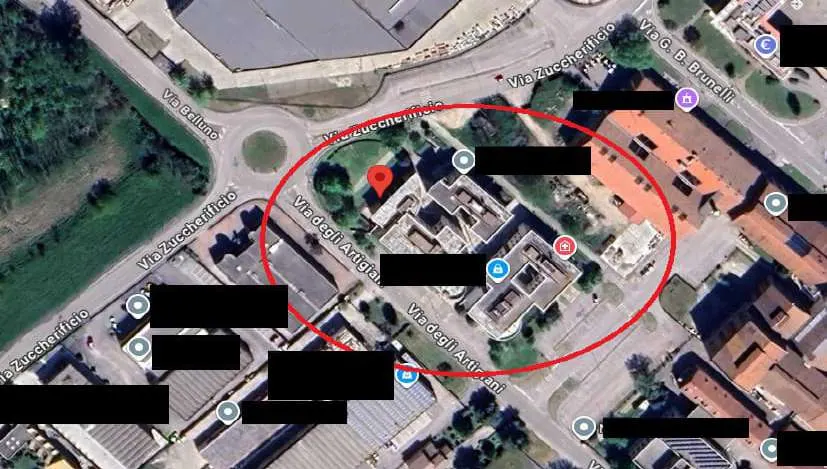 Via Zuccherificio
Via G. B. Brunelli
€
Via Belluno
Via Zuccherificio
Via Zuccherificio
Via degli Artigiani
Via degli Artigiani
Via Zuccherificio